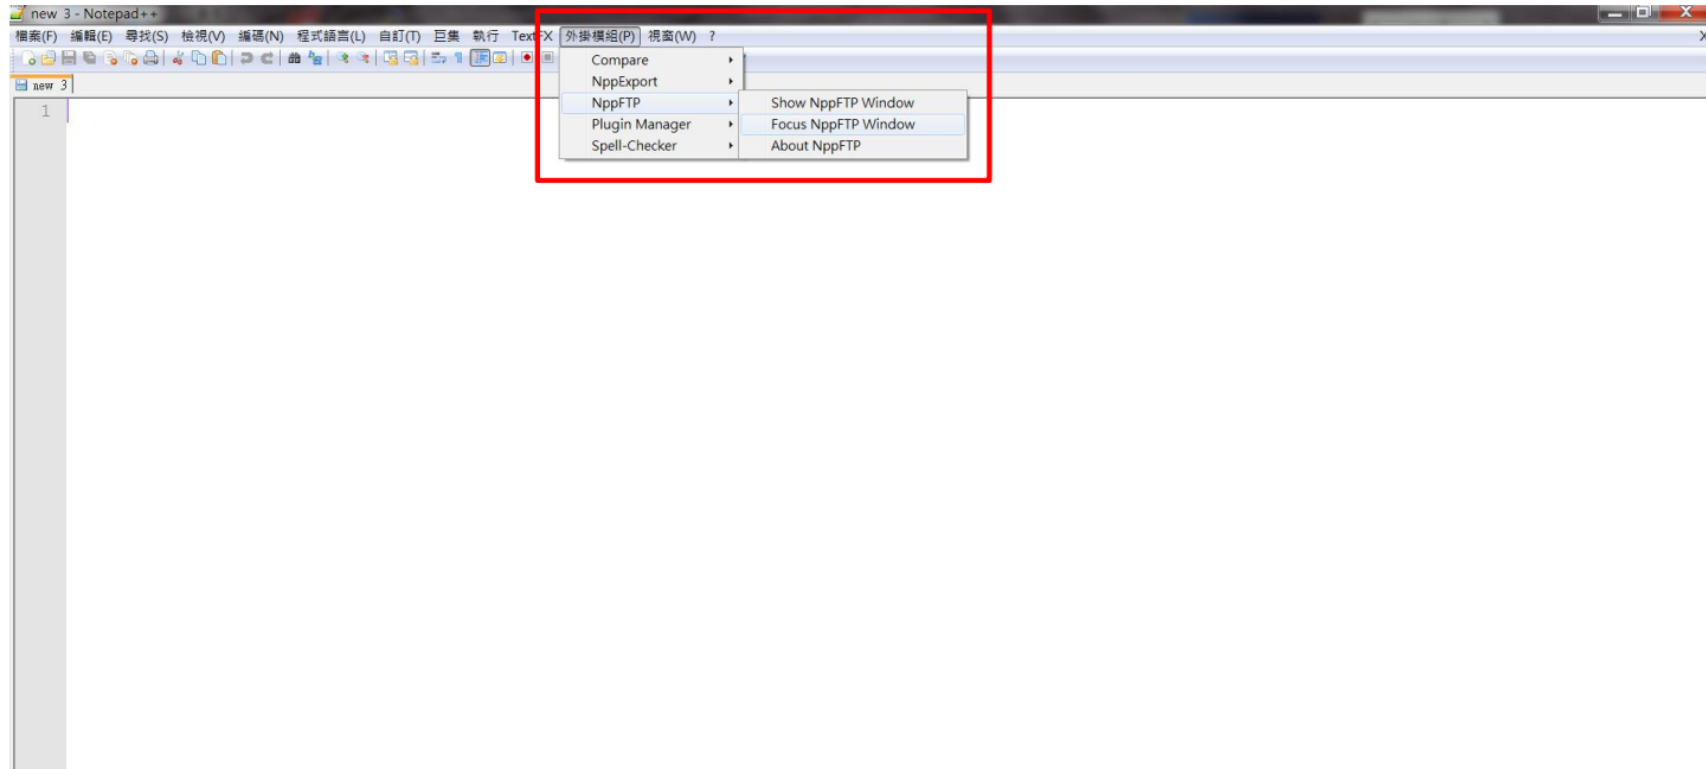 new 3 - Notepad++
檔案(F) 編輯(E) 尋找(S) 檢視(V) 編碼(N) 程式語言(L) 自訂(T) 巨集 執行 TextFX 外掛模組(P) 視窗(W) ? X
new 3
1
Compare
NppExport
NppFTP
Plugin Manager
Spell-Checker
Show NppFTP Window
Focus NppFTP Window
About NppFTP